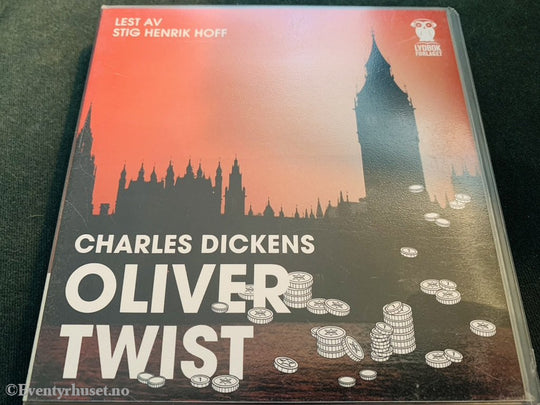 LEST AV
STIG HENRIK HOFF
LYDBOK
FORLAGET
CHARLES DICKENS
OLIVER
TWIST
©Eventyrhuset.no